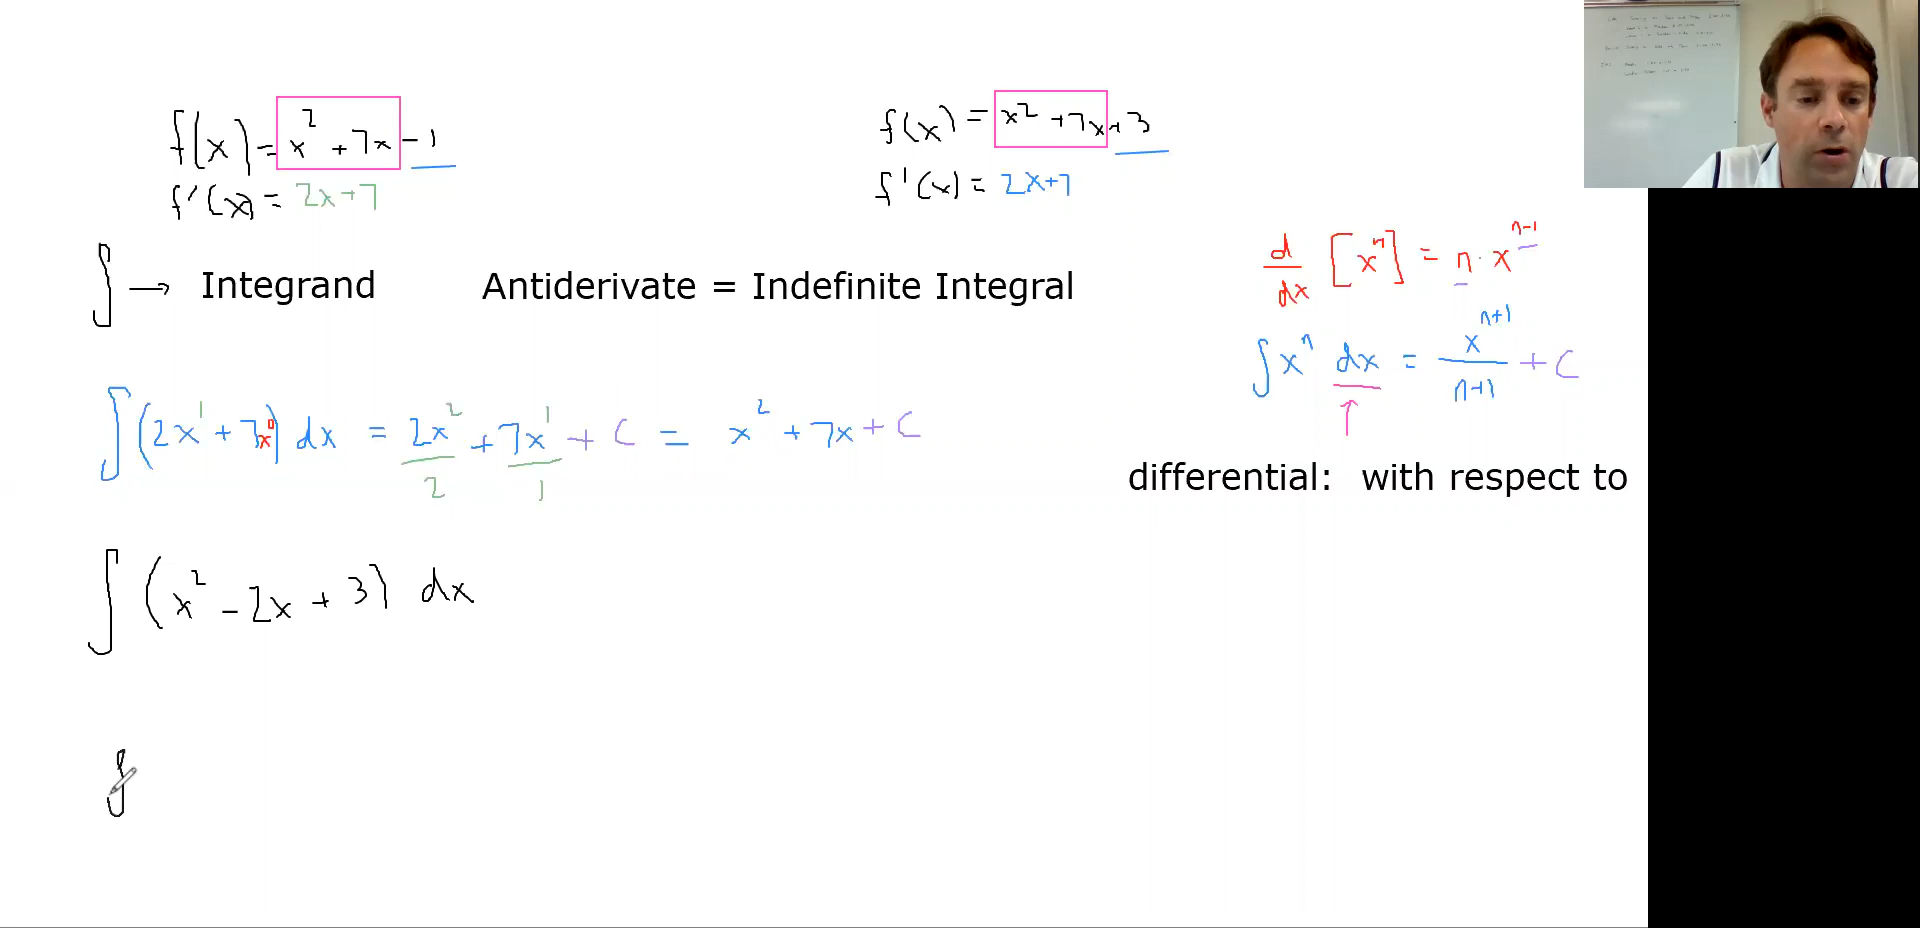 f(x) = x² + 7x - 1
f'(x) = 2x+7
f(x) = x² + 7x + 3
f'(x) = 2x+7
∫ → Integrand
Antiderivate = Indefinite Integral
d/dx [xⁿ] = n · xⁿ⁻¹
∫ xⁿ dx = xⁿ⁺¹/n+1 + C
↑
differential: with respect to
∫ (2x¹ + 7x⁰) dx = 2x²/2 + 7x¹/1 + C = x² + 7x + C
∫ (x² - 2x + 3) dx
∫